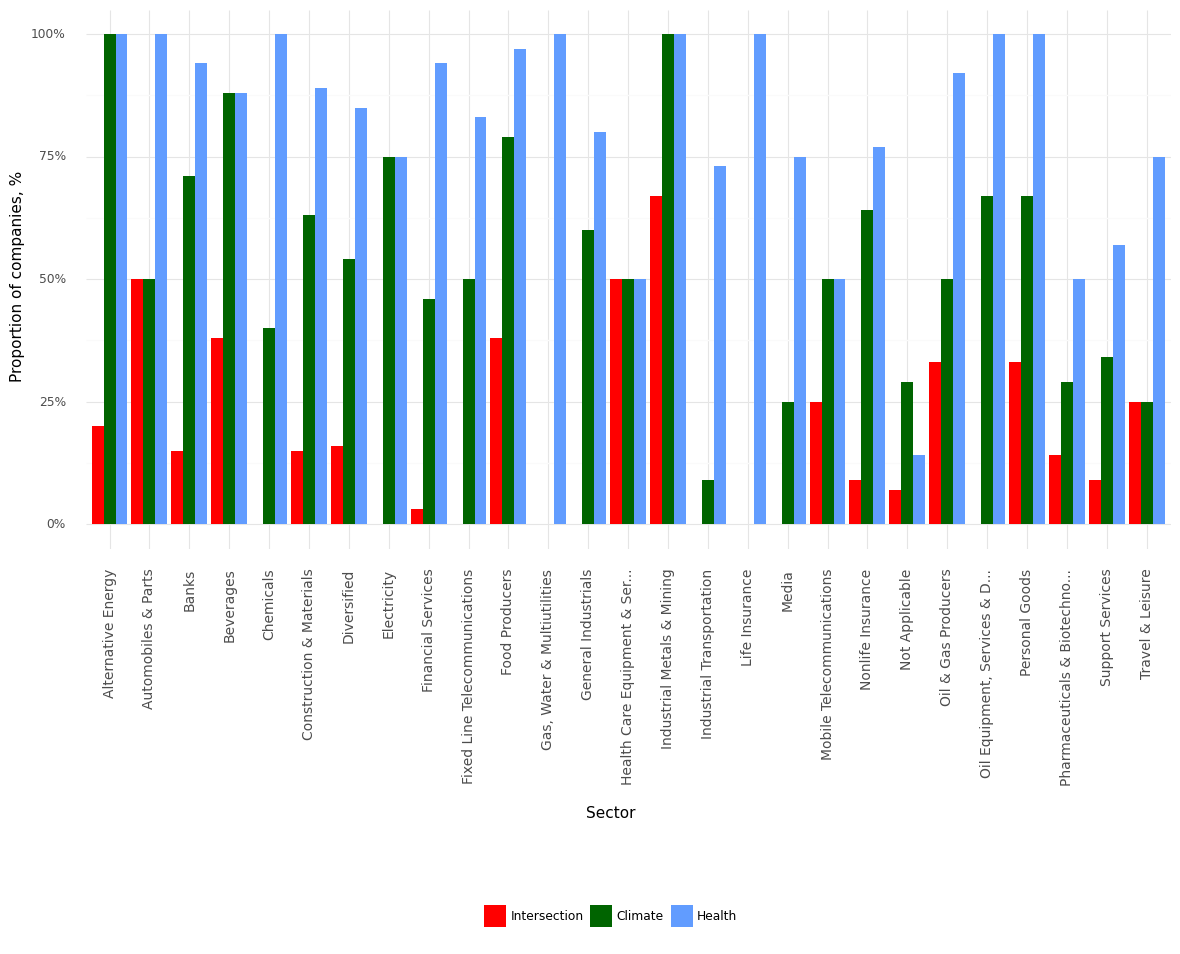 Proportion of companies, %
100%
75%
50%
25%
0%
Alternative Energy
Automobiles & Parts
Banks
Beverages
Chemicals
Construction & Materials
Diversified
Electricity
Financial Services
Fixed Line Telecommunications
Food Producers
Gas, Water & Multiutilities
General Industrials
Health Care Equipment & Ser...
Industrial Metals & Mining
Industrial Transportation
Life Insurance
Media
Mobile Telecommunications
Nonlife Insurance
Not Applicable
Oil & Gas Producers
Oil Equipment, Services & D...
Personal Goods
Pharmaceuticals & Biotechno...
Support Services
Travel & Leisure
Sector
Intersection Climate Health